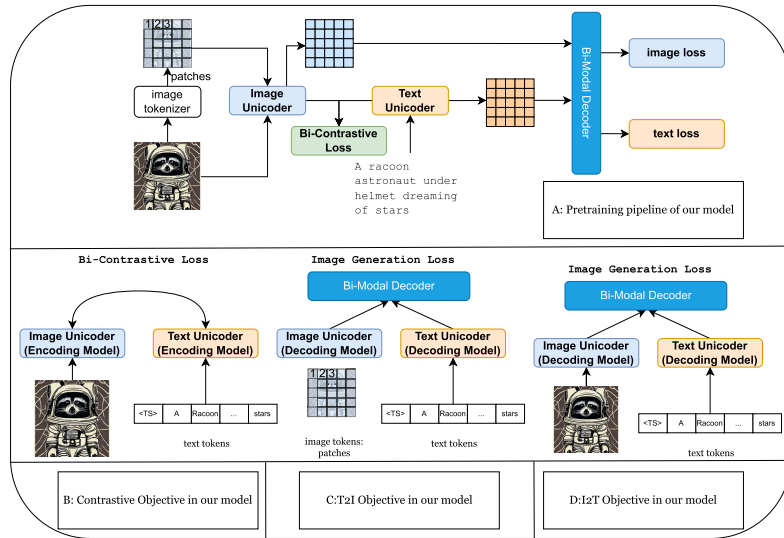 1 2 3
...
patches
image
tokenizer
Image
Unicoder
Text
Unicoder
Bi-Contrastive
Loss
Bi-Modal Decoder
image loss
text loss
A racoon
astronaut under
helmet dreaming
of stars
A: Pretraining pipeline of our model
Bi-Contrastive Loss
Image Unicoder
(Encoding Model)
Text Unicoder
(Encoding Model)
<TS> A Racoon ... stars
text tokens
Image Generation Loss
Bi-Modal Decoder
Image Unicoder
(Decoding Model)
Text Unicoder
(Decoding Model)
1 2 3
...
<TS> A Racoon ... stars
image tokens:
patches
text tokens
Image Generation Loss
Bi-Modal Decoder
Image Unicoder
(Decoding Model)
Text Unicoder
(Decoding Model)
<TS> A Racoon ... stars
text tokens
B: Contrastive Objective in our model
C:T2I Objective in our model
D:I2T Objective in our model